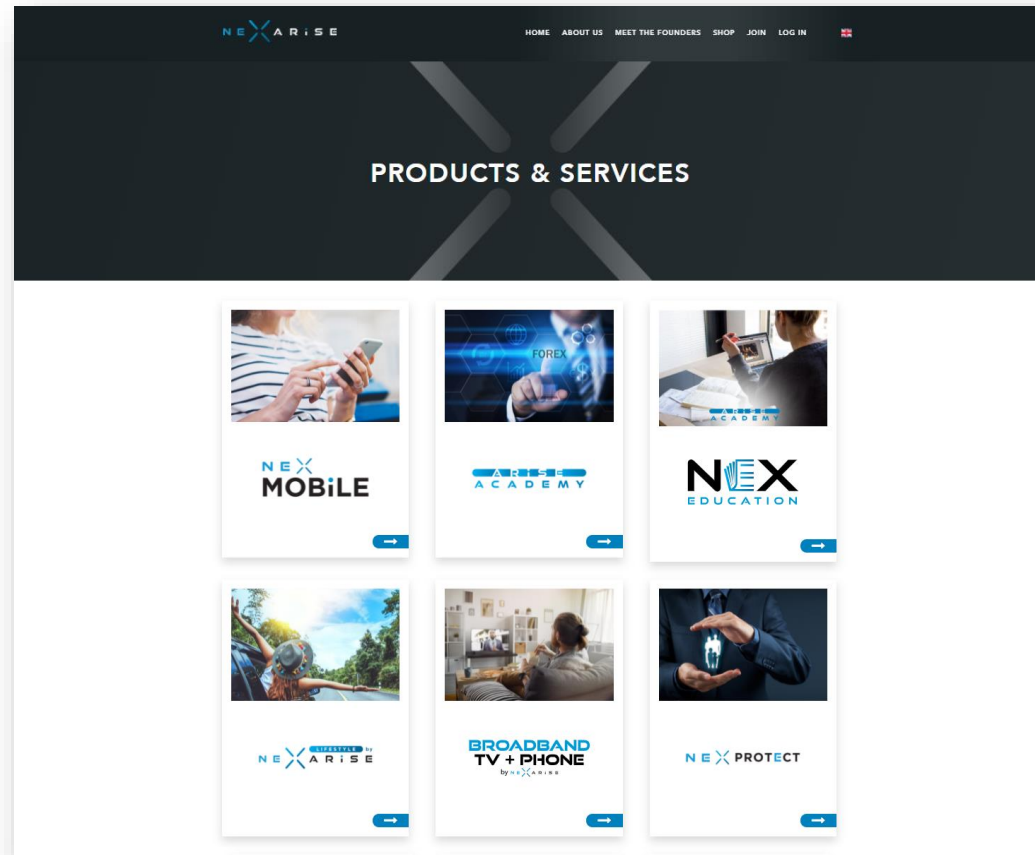 NEXARiSE
HOME ABOUT US MEET THE FOUNDERS SHOP JOIN LOG IN
PRODUCTS & SERVICES
FOREX
ARiSE
ACADEMY
NEX
MOBiLE
ARiSE
ACADEMY
NEX
EDUCATION
LIFESTYLE by
NEXARiSE
BROADBAND
TV + PHONE
by NEXARiSE
NEX PROTECT